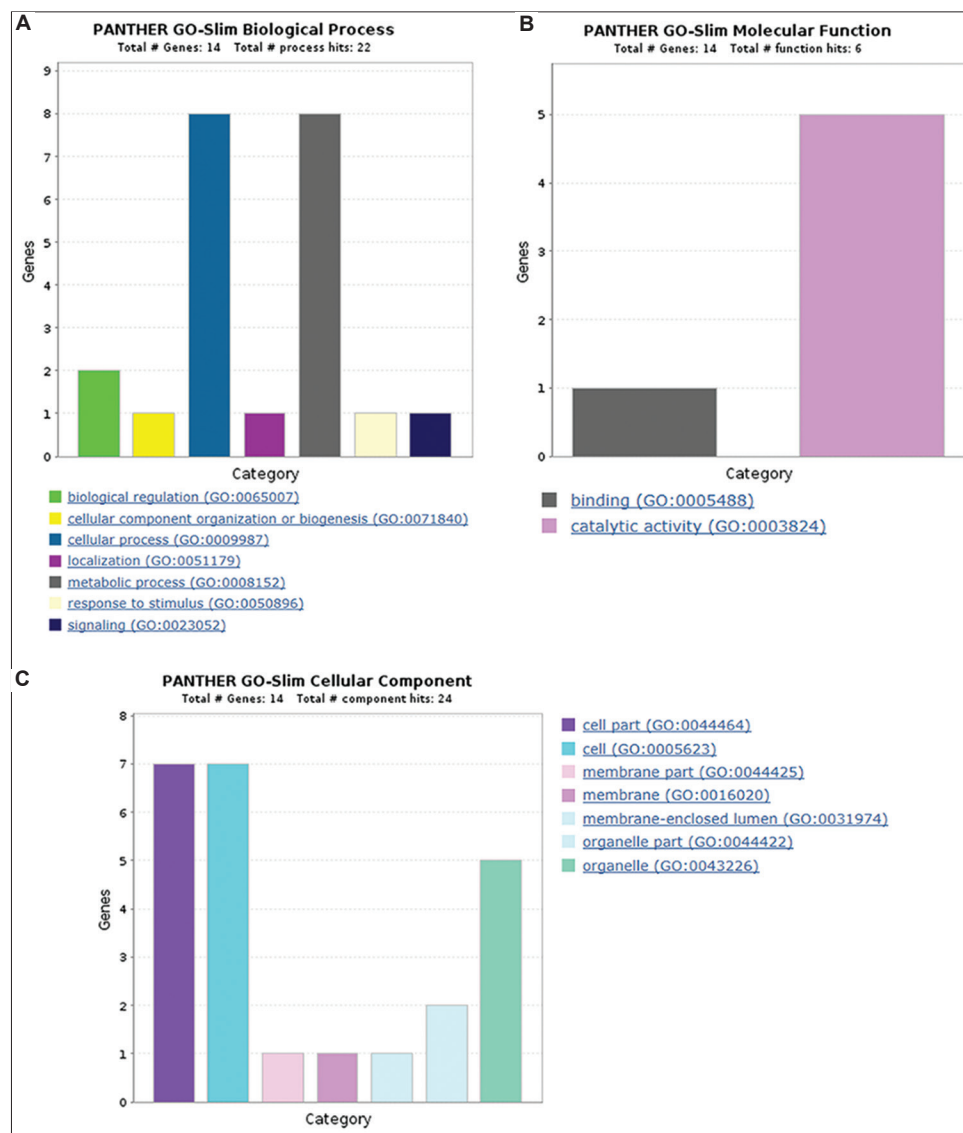 A
PANTHER GO-Slim Biological Process
Total # Genes: 14 Total # process hits: 22
9
8
7
6
5
4
3
2
1
0
Genes
Category
biological regulation (GO:0065007)
cellular component organization or biogenesis (GO:0071840)
cellular process (GO:0009987)
localization (GO:0051179)
metabolic process (GO:0008152)
response to stimulus (GO:0050896)
signaling (GO:0023052)
B
PANTHER GO-Slim Molecular Function
Total # Genes: 14 Total # function hits: 6
5
4
3
2
1
0
Genes
Category
binding (GO:0005488)
catalytic activity (GO:0003824)
C
PANTHER GO-Slim Cellular Component
Total # Genes: 14 Total # component hits: 24
8
7
6
5
4
3
2
1
0
Genes
Category
cell part (GO:0044464)
cell (GO:0005623)
membrane part (GO:0044425)
membrane (GO:0016020)
membrane-enclosed lumen (GO:0031974)
organelle part (GO:0044422)
organelle (GO:0043226)